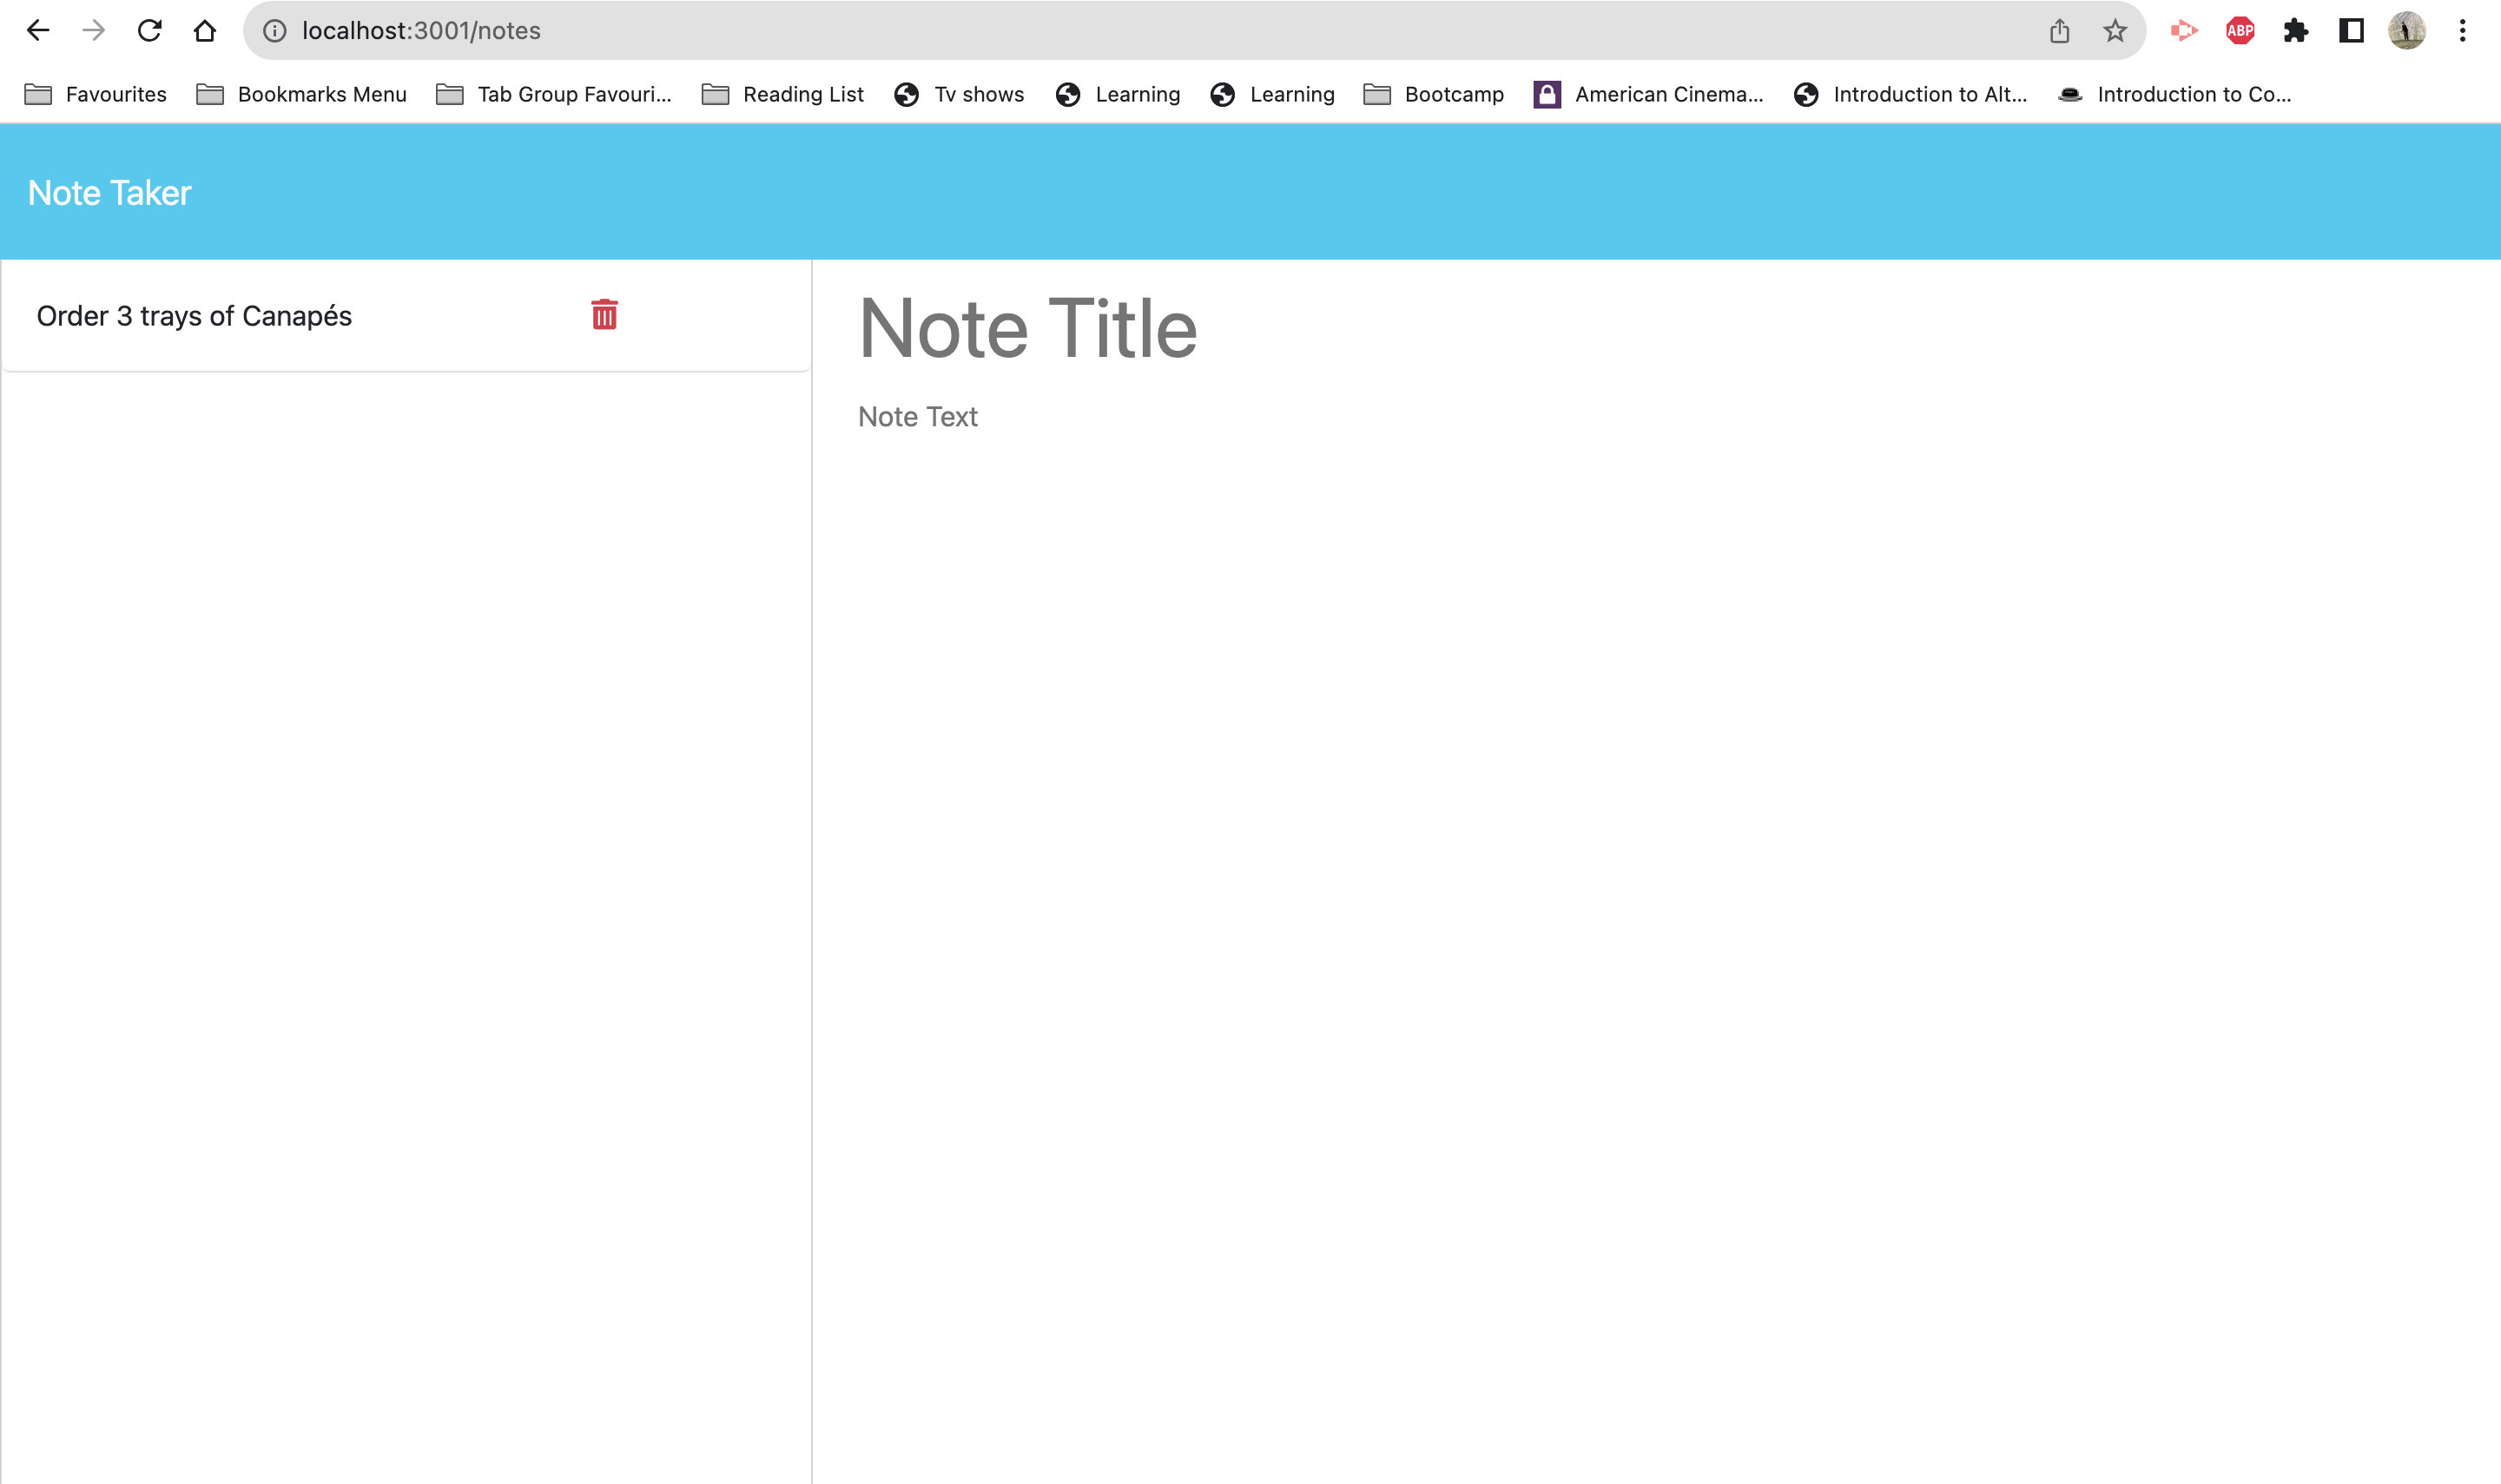 localhost:3001/notes
ABP
Favourites Bookmarks Menu Tab Group Favouri... Reading List Tv shows Learning Learning Bootcamp American Cinema... Introduction to Alt... Introduction to Co...
Note Taker
Order 3 trays of Canapés
Note Title
Note Text